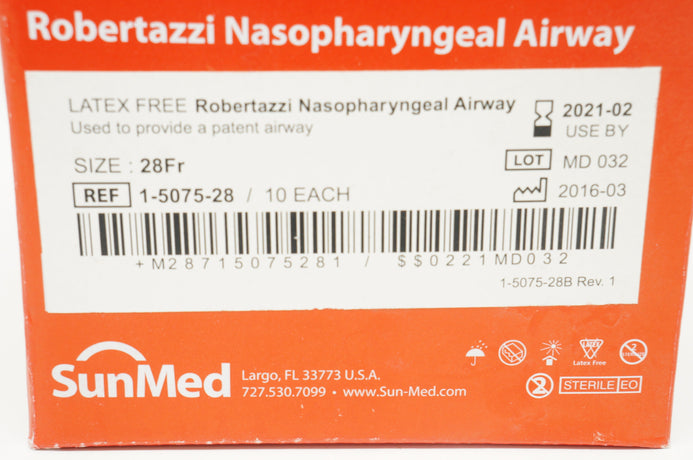 Robertazzi Nasopharyngeal Airway
LATEX FREE Robertazzi Nasopharyngeal Airway
Used to provide a patent airway
2021-02
USE BY
SIZE : 28Fr
LOT MD 032
REF 1-5075-28 / 10 EACH
2016-03
+M28715075281 / $$0221MD032
1-5075-28B Rev. 1
LATEX
Latex Free
SunMed
Largo, FL 33773 U.S.A.
727.530.7099 • www.Sun-Med.com
2
STERILE EO